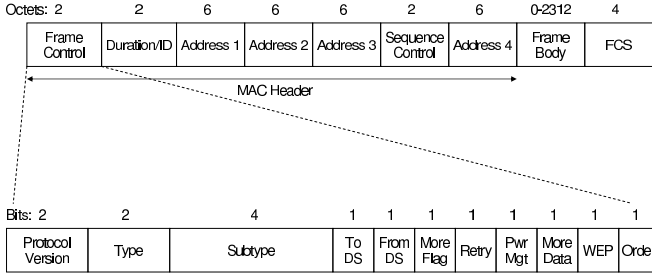 Octets: 2 2 6 6 6 2 6 0-2312 4
Frame Control Duration/ID Address 1 Address 2 Address 3 Sequence Control Address 4 Frame Body FCS
MAC Header
Bits: 2 2 4 1 1 1 1 1 1 1 1
Protocol Version Type Subtype To DS From DS More Flag Retry Pwr Mgt More Data WEP Orde